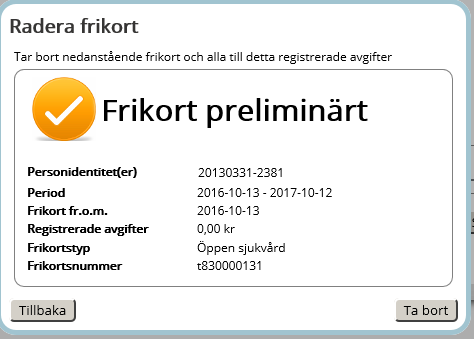 Radera frikort
Tar bort nedanstående frikort och alla till detta registrerade avgifter
Frikort preliminärt
Personidentitet(er) 20130331-2381
Period 2016-10-13 - 2017-10-12
Frikort fr.o.m. 2016-10-13
Registrerade avgifter 0,00 kr
Frikortstyp Öppen sjukvård
Frikortsnummer t830000131
Tillbaka Ta bort